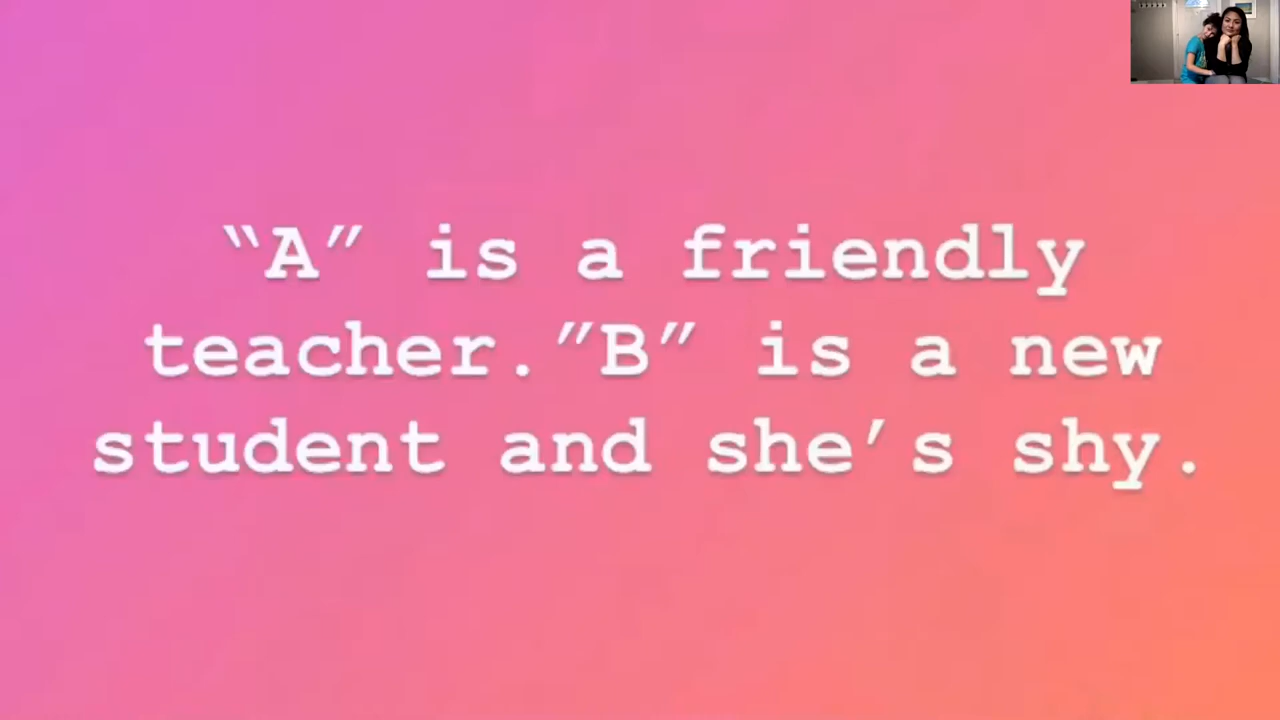 “A” is a friendly
teacher.”B” is a new
student and she’s shy.